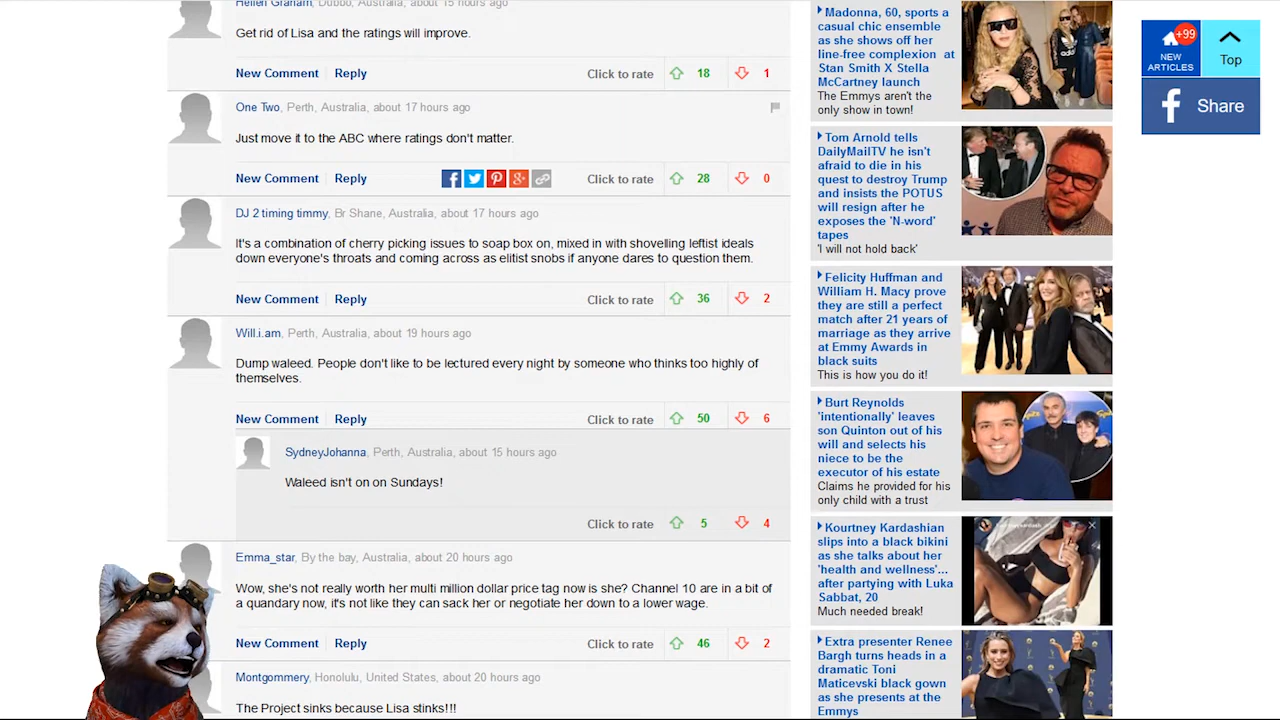 Hellen Graham, Dubbo, Australia, about 15 hours ago
Get rid of Lisa and the ratings will improve.
New Comment Reply Click to rate 18 1
One Two, Perth, Australia, about 17 hours ago
Just move it to the ABC where ratings don't matter.
New Comment Reply Click to rate 28 0
DJ 2 timing timmy, Br Shane, Australia, about 17 hours ago
It's a combination of cherry picking issues to soap box on, mixed in with shovelling leftist ideals
down everyone's throats and coming across as elitist snobs if anyone dares to question them.
New Comment Reply Click to rate 36 2
Will.i.am, Perth, Australia, about 19 hours ago
Dump waleed. People don't like to be lectured every night by someone who thinks too highly of
themselves.
New Comment Reply Click to rate 50 6
SydneyJohanna, Perth, Australia, about 15 hours ago
Waleed isn't on on Sundays!
Click to rate 5 4
Emma_star, By the bay, Australia, about 20 hours ago
Wow, she's not really worth her multi million dollar price tag now is she? Channel 10 are in a bit of
a quandary now, it's not like they can sack her or negotiate her down to a lower wage.
New Comment Reply Click to rate 46 2
Montgommery, Honolulu, United States, about 20 hours ago
The Project sinks because Lisa stinks!!!
Madonna, 60, sports a
casual chic ensemble
as she shows off her
line-free complexion at
Stan Smith X Stella
McCartney launch
The Emmys aren't the
only show in town!
Tom Arnold tells
DailyMailTV he isn't
afraid to die in his
quest to destroy Trump
and insists the POTUS
will resign after he
exposes the 'N-word'
tapes
'I will not hold back'
Felicity Huffman and
William H. Macy prove
they are still a perfect
match after 21 years of
marriage as they arrive
at Emmy Awards in
black suits
This is how you do it!
Burt Reynolds
'intentionally' leaves
son Quinton out of his
will and selects his
niece to be the
executor of his estate
Claims he provided for his
only child with a trust
Kourtney Kardashian
slips into a black bikini
as she talks about her
'health and wellness'...
after partying with Luka
Sabbat, 20
Much needed break!
Extra presenter Renee
Bargh turns heads in a
dramatic Toni
Maticevski black gown
as she presents at the
Emmys
+99
NEW
ARTICLES
Top
Share